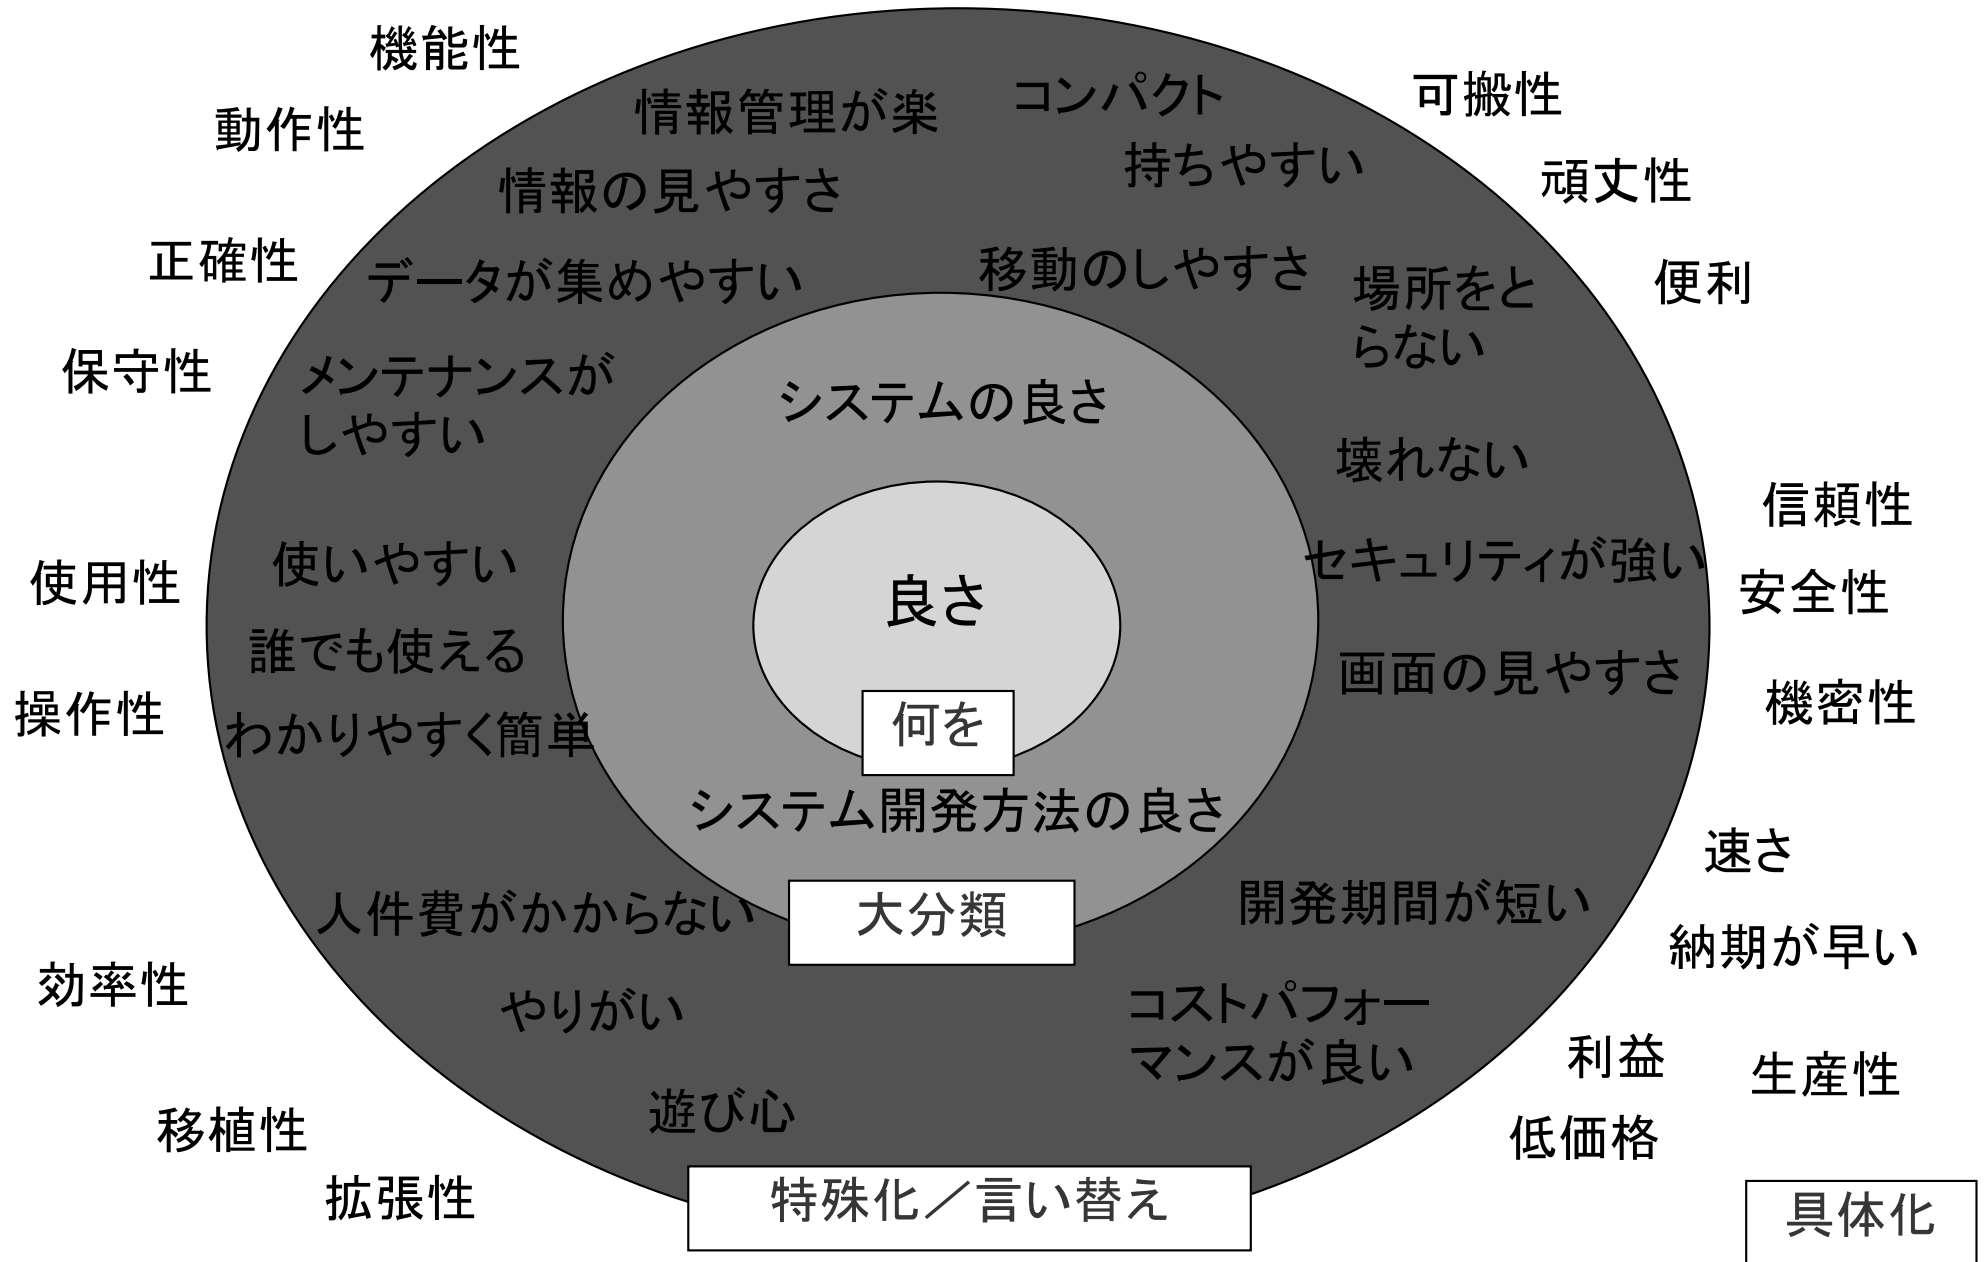 機能性
コンパクト
可搬性
情報管理が楽
動作性
持ちやすい
頑丈性
情報の見やすさ
正確性
データが集めやすい
移動のしやすさ
場所をと
らない
便利
保守性
メンテナンスが
しやすい
システムの良さ
壊れない
信頼性
使用性
使いやすい
良さ
セキュリティが強い
安全性
誰でも使える
画面の見やすさ
操作性
わかりやすく簡単
何を
機密性
システム開発方法の良さ
速さ
人件費がかからない
大分類
開発期間が短い
納期が早い
効率性
やりがい
コストパフォー
マンスが良い
利益
生産性
遊び心
移植性
低価格
拡張性
特殊化／言い替え
具体化